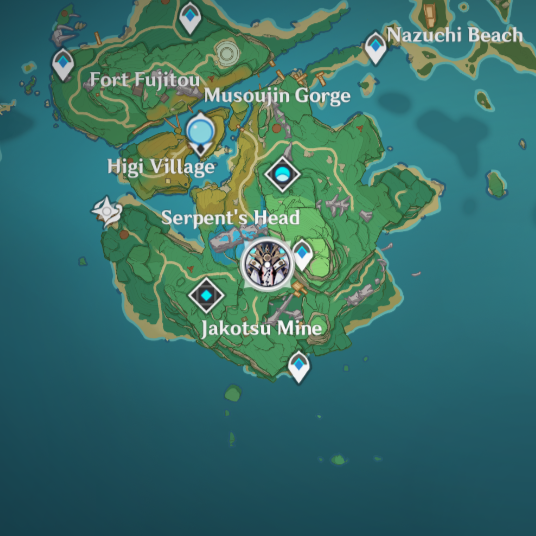 Nazuchi Beach
Fort Fujitou
Musoujin Gorge
Higi Village
Serpent's Head
Jakotsu Mine